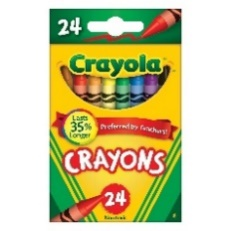 24
Crayola
Lasts
35%
Longer
Preferred by Teachers!
CRAYONS
24